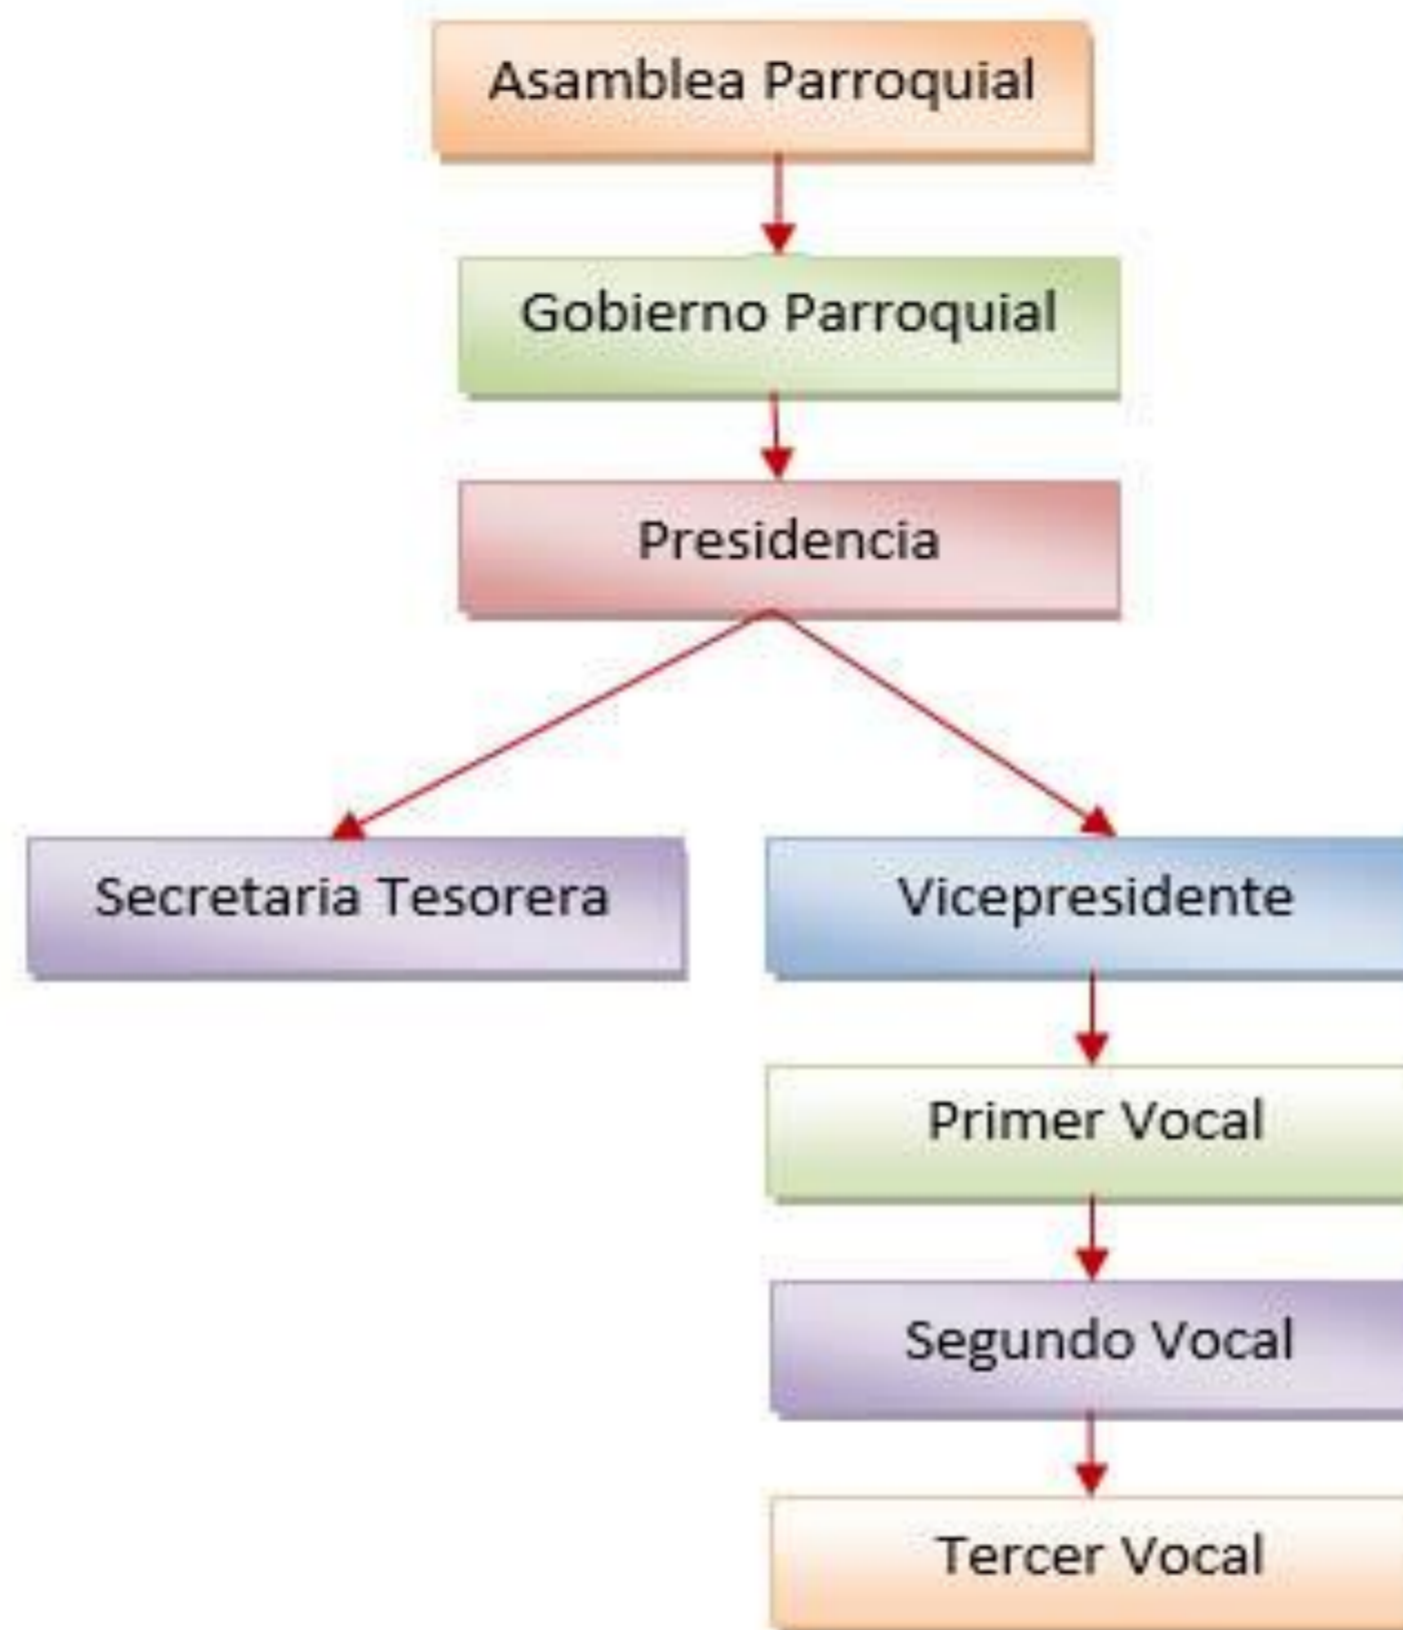 Asamblea Parroquial
Gobierno Parroquial
Presidencia
Secretaria Tesorera
Vicepresidente
Primer Vocal
Segundo Vocal
Tercer Vocal